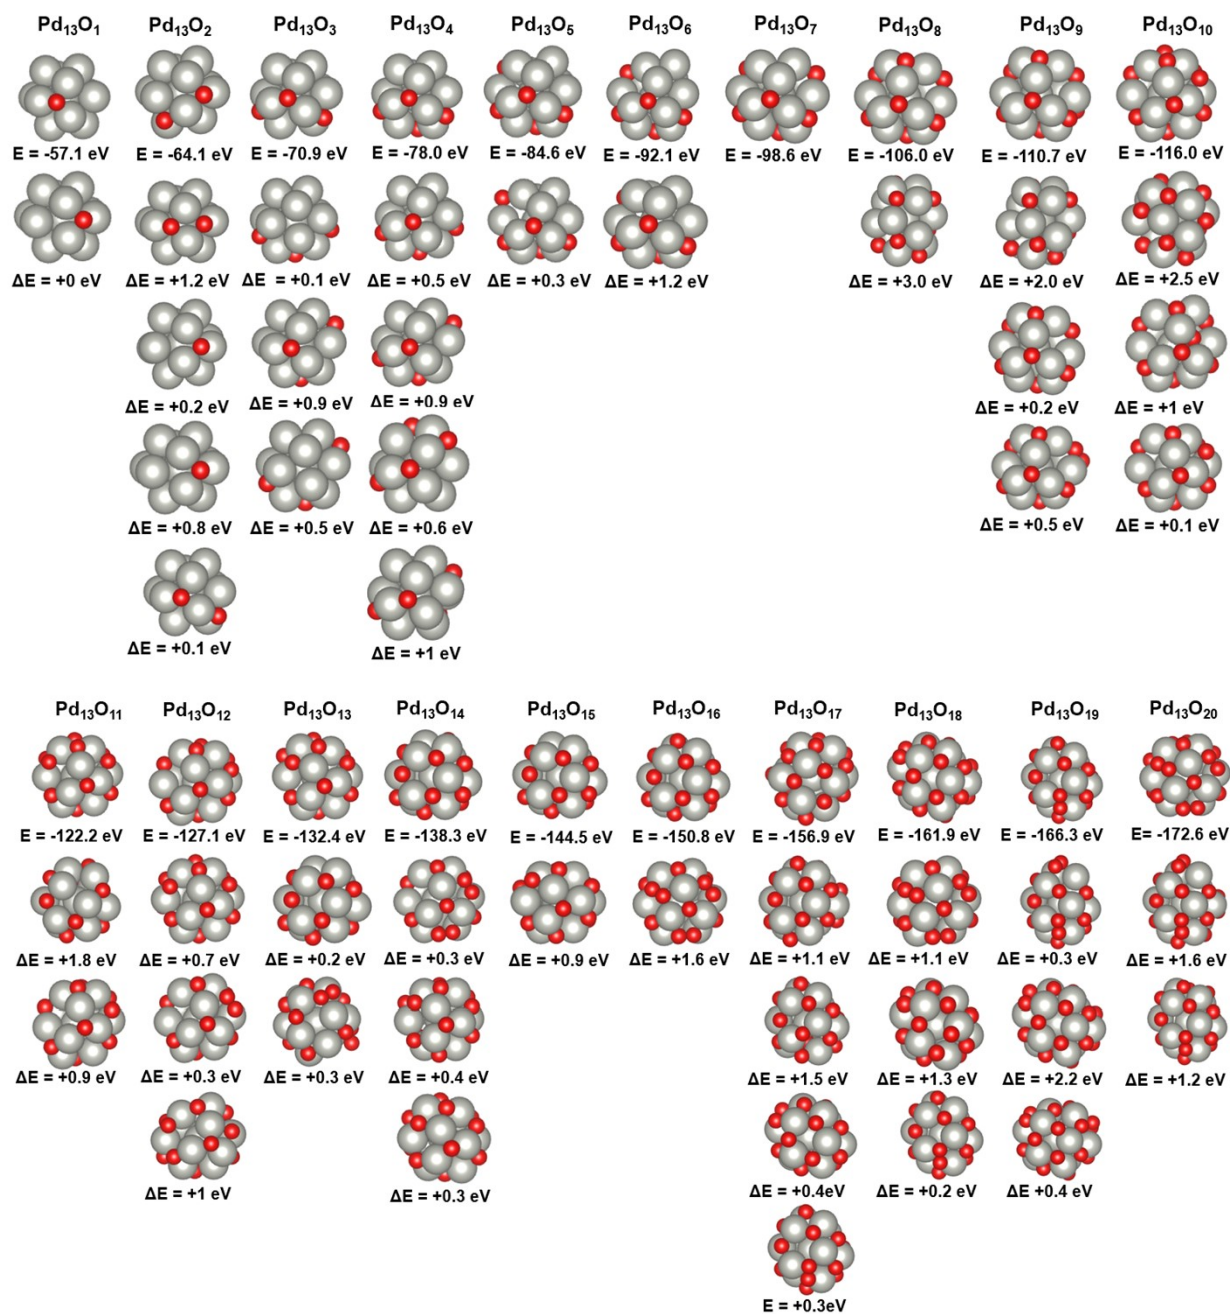 Pd₁₃O₁ Pd₁₃O₂ Pd₁₃O₃ Pd₁₃O₄ Pd₁₃O₅ Pd₁₃O₆ Pd₁₃O₇ Pd₁₃O₈ Pd₁₃O₉ Pd₁₃O₁₀
E = -57.1 eV E = -64.1 eV E = -70.9 eV E = -78.0 eV E = -84.6 eV E = -92.1 eV E = -98.6 eV E = -106.0 eV E = -110.7 eV E = -116.0 eV
ΔE = +0 eV ΔE = +1.2 eV ΔE = +0.1 eV ΔE = +0.5 eV ΔE = +0.3 eV ΔE = +1.2 eV ΔE = +3.0 eV ΔE = +2.0 eV ΔE = +2.5 eV
ΔE = +0.2 eV ΔE = +0.9 eV ΔE = +0.9 eV ΔE = +0.2 eV ΔE = +1 eV
ΔE = +0.8 eV ΔE = +0.5 eV ΔE = +0.6 eV ΔE = +0.5 eV ΔE = +0.1 eV
ΔE = +0.1 eV ΔE = +1 eV
Pd₁₃O₁₁ Pd₁₃O₁₂ Pd₁₃O₁₃ Pd₁₃O₁₄ Pd₁₃O₁₅ Pd₁₃O₁₆ Pd₁₃O₁₇ Pd₁₃O₁₈ Pd₁₃O₁₉ Pd₁₃O₂₀
E = -122.2 eV E = -127.1 eV E = -132.4 eV E = -138.3 eV E = -144.5 eV E = -150.8 eV E = -156.9 eV E = -161.9 eV E = -166.3 eV E= -172.6 eV
ΔE = +1.8 eV ΔE = +0.7 eV ΔE = +0.2 eV ΔE = +0.3 eV ΔE = +0.9 eV ΔE = +1.6 eV ΔE = +1.1 eV ΔE = +1.1 eV ΔE = +0.3 eV ΔE = +1.6 eV
ΔE = +0.9 eV ΔE = +0.3 eV ΔE = +0.3 eV ΔE = +0.4 eV ΔE = +1.5 eV ΔE = +1.3 eV ΔE = +2.2 eV ΔE = +1.2 eV
ΔE = +1 eV ΔE = +0.3 eV ΔE = +0.4eV ΔE = +0.2 eV ΔE = +0.4 eV
E = +0.3eV